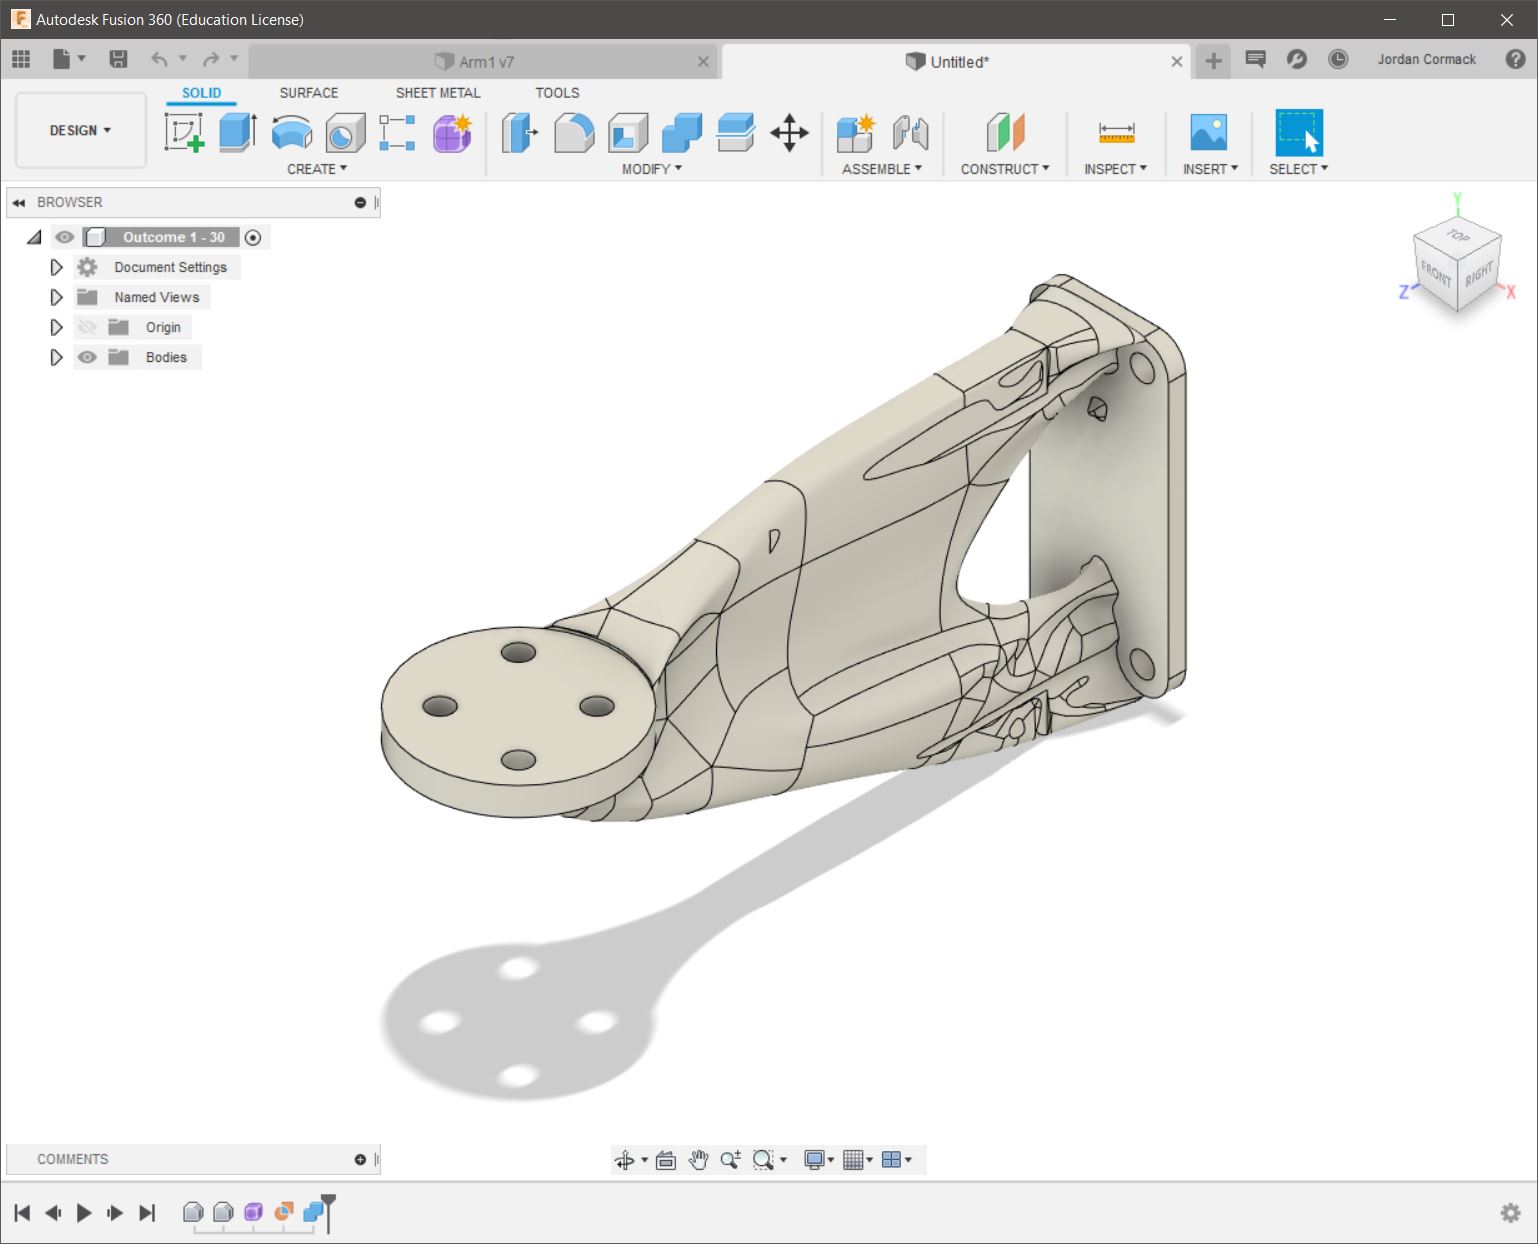 Autodesk Fusion 360 (Education License)
Arm1 v7
Untitled*
Jordan Cormack
DESIGN
SOLID SURFACE SHEET METAL TOOLS
CREATE MODIFY ASSEMBLE CONSTRUCT INSPECT INSERT SELECT
BROWSER
Outcome 1 - 30
Document Settings
Named Views
Origin
Bodies
Y
TOP
FRONT RIGHT
Z X
COMMENTS